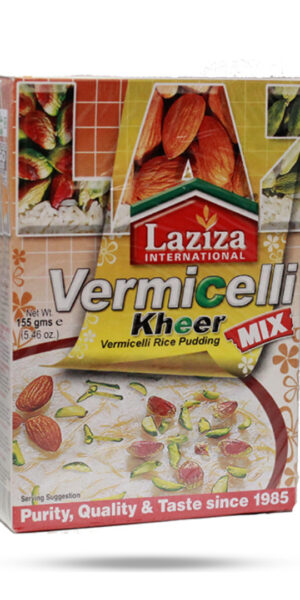 LAZ
Laziza
INTERNATIONAL
Vermicelli
Net Wt.
155 gms e
(5.46 oz.)
Kheer
MIX
Vermicelli Rice Pudding
Serving Suggestion
Purity, Quality & Taste since 1985